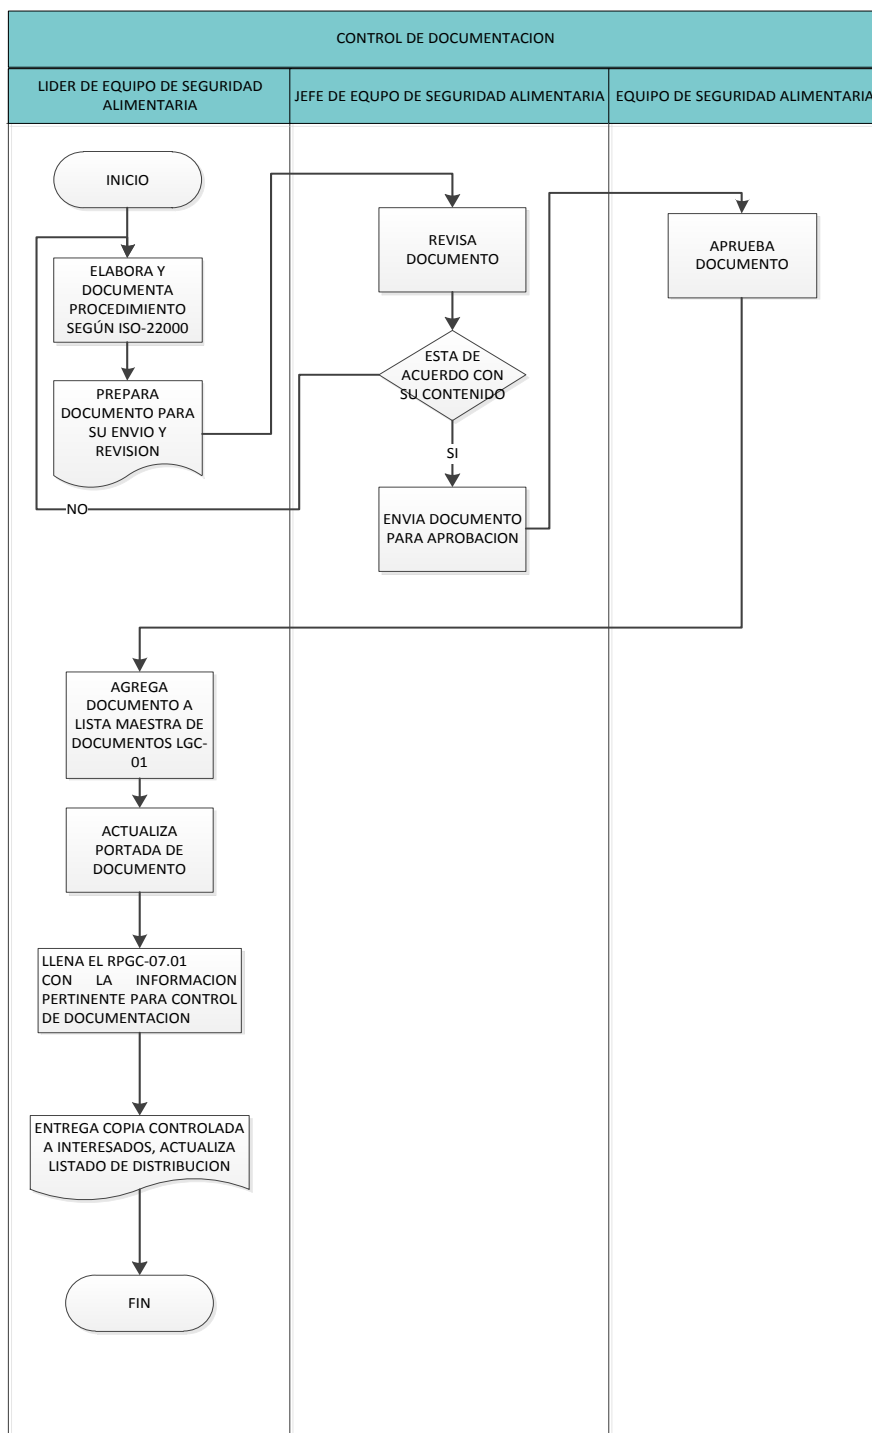 CONTROL DE DOCUMENTACION
LIDER DE EQUIPO DE SEGURIDAD
ALIMENTARIA
JEFE DE EQUPO DE SEGURIDAD ALIMENTARIA
EQUIPO DE SEGURIDAD ALIMENTARIA
INICIO
ELABORA Y
DOCUMENTA
PROCEDIMIENTO
SEGÚN ISO-22000
PREPARA
DOCUMENTO PARA
SU ENVIO Y
REVISION
NO
REVISA
DOCUMENTO
ESTA DE
ACUERDO CON
SU CONTENIDO
SI
ENVIA DOCUMENTO
PARA APROBACION
APRUEBA
DOCUMENTO
AGREGA
DOCUMENTO A
LISTA MAESTRA DE
DOCUMENTOS LGC-
01
ACTUALIZA
PORTADA DE
DOCUMENTO
LLENA EL RPGC-07.01
CON LA INFORMACION
PERTINENTE PARA CONTROL
DE DOCUMENTACION
ENTREGA COPIA CONTROLADA
A INTERESADOS, ACTUALIZA
LISTADO DE DISTRIBUCION
FIN